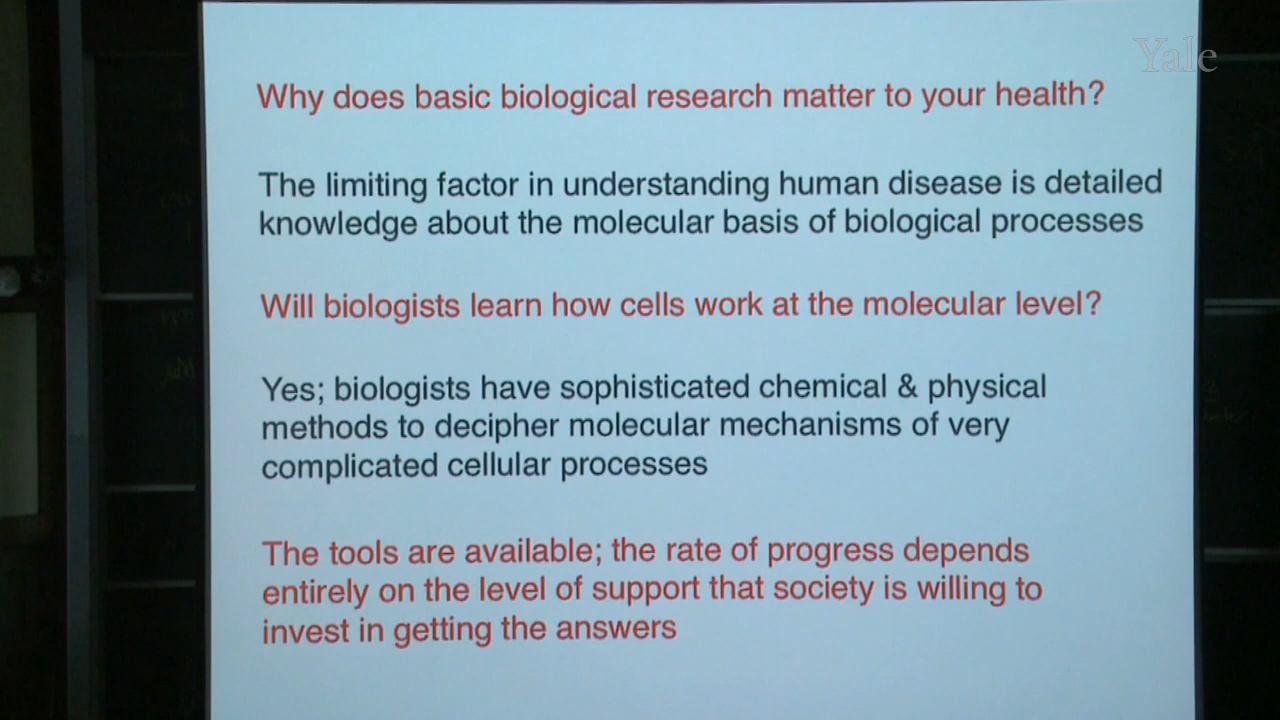 Yale
Why does basic biological research matter to your health?
The limiting factor in understanding human disease is detailed
knowledge about the molecular basis of biological processes
Will biologists learn how cells work at the molecular level?
Yes; biologists have sophisticated chemical & physical
methods to decipher molecular mechanisms of very
complicated cellular processes
The tools are available; the rate of progress depends
entirely on the level of support that society is willing to
invest in getting the answers